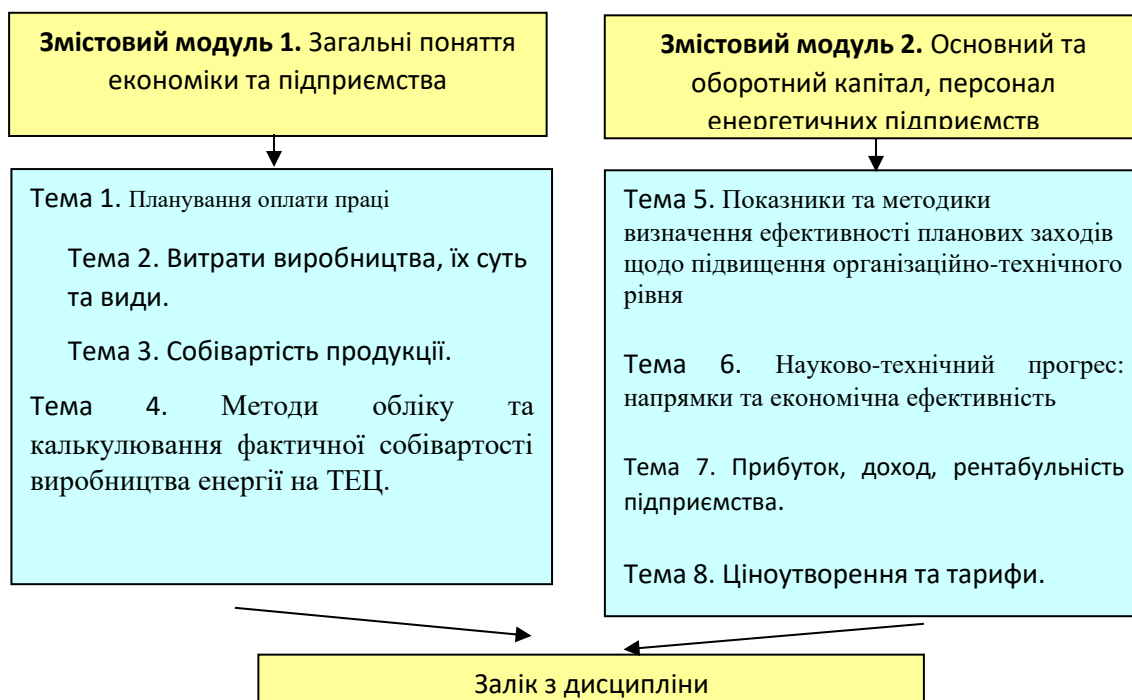 Змістовий модуль 1. Загальні поняття
економіки та підприємства
Тема 1. Планування оплати праці
Тема 2. Витрати виробництва, їх суть
та види.
Тема 3. Собівартість продукції.
Тема 4. Методи обліку та
калькулювання фактичної собівартості
виробництва енергії на ТЕЦ.
Змістовий модуль 2. Основний та
оборотний капітал, персонал
енергетичних підприємств
Тема 5. Показники та методики
визначення ефективності планових заходів
щодо підвищення організаційно-технічного
рівня
Тема 6. Науково-технічний прогрес:
напрямки та економічна ефективність
Тема 7. Прибуток, доход, рентабульність
підприємства.
Тема 8. Ціноутворення та тарифи.
Залік з дисципліни